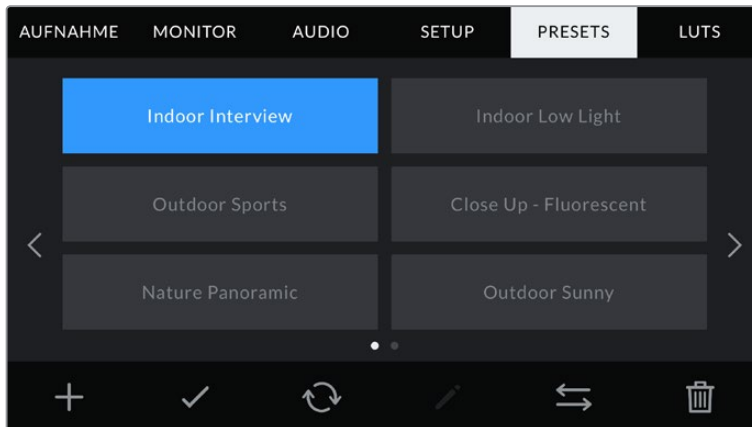 AUFNAHME MONITOR AUDIO SETUP PRESETS LUTS
Indoor Interview Indoor Low Light
Outdoor Sports Close Up - Fluorescent
Nature Panoramic Outdoor Sunny